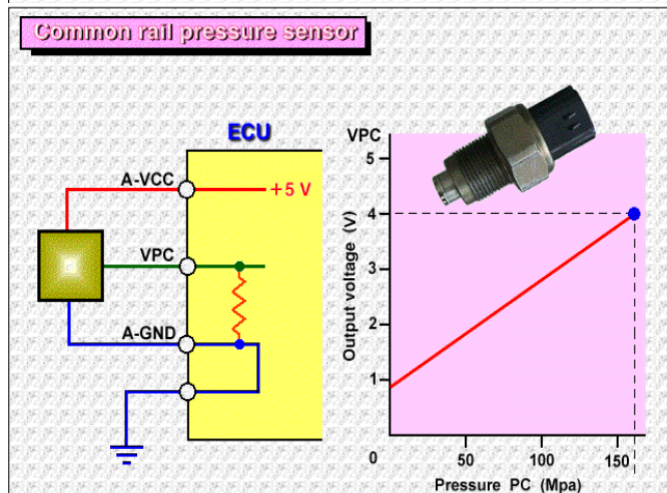 Common rail pressure sensor
ECU
A-VCC
+5 V
VPC
A-GND
VPC
5
4
3
2
1
0
50
100
150
Output voltage (V)
Pressure PC (Mpa)